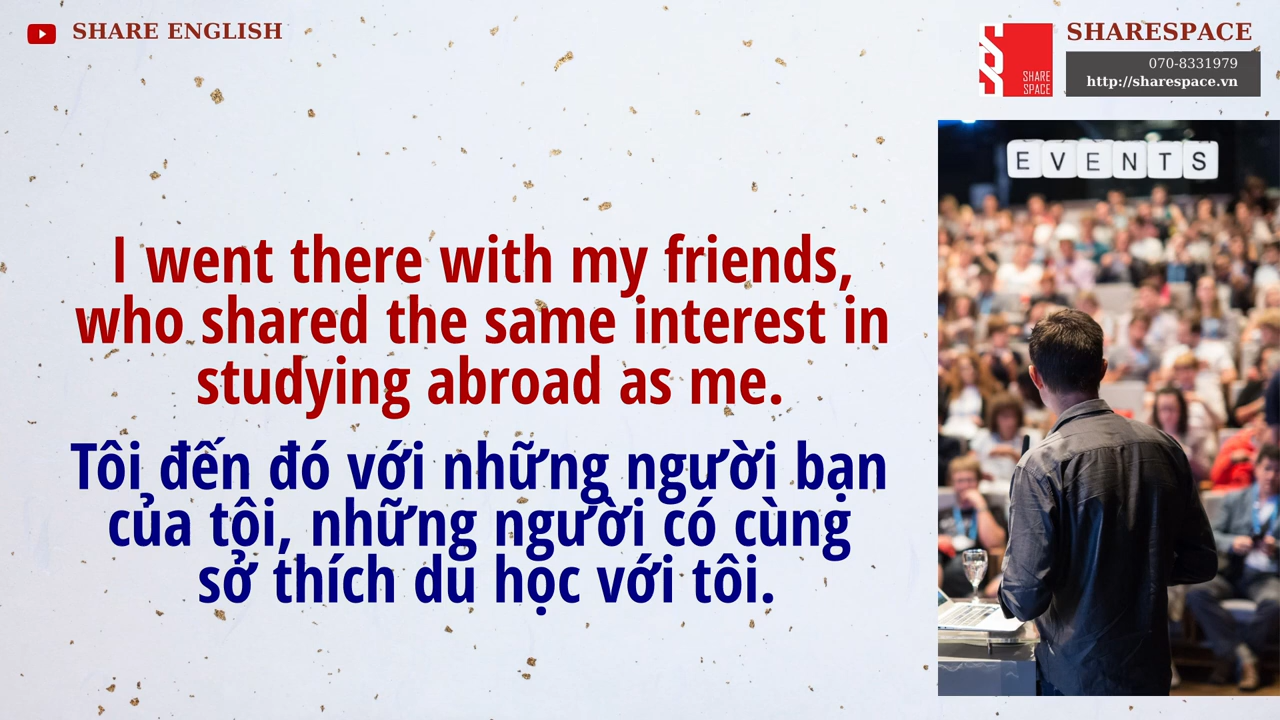 SHARE ENGLISH
SHARE
SPACE
SHARESPACE
070-8331979
http://sharespace.vn
EVENTS
I went there with my friends,
who shared the same interest in
studying abroad as me.
Tôi đến đó với những người bạn
của tôi, những người có cùng
sở thích du học với tôi.